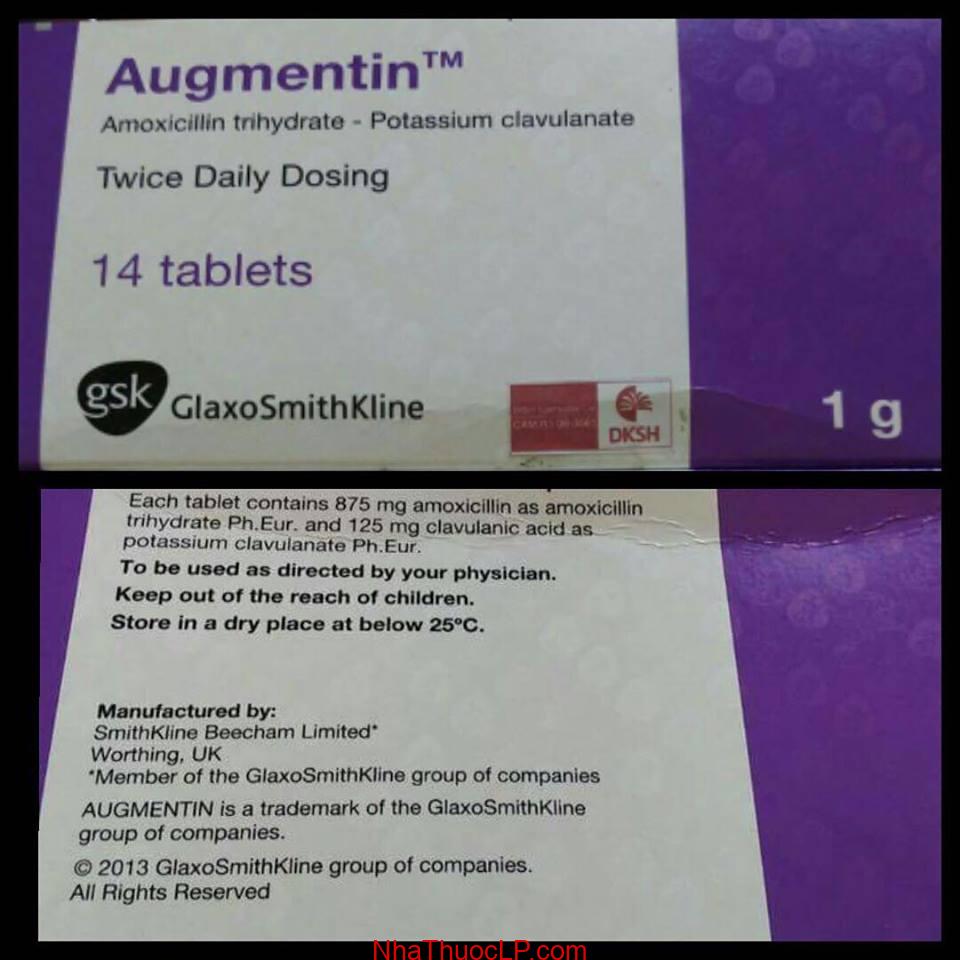 Augmentin™
Amoxicillin trihydrate - Potassium clavulanate
Twice Daily Dosing
14 tablets
gsk GlaxoSmithKline
DKSH
1 g
Each tablet contains 875 mg amoxicillin as amoxicillin
trihydrate Ph.Eur. and 125 mg clavulanic acid as
potassium clavulanate Ph.Eur.
To be used as directed by your physician.
Keep out of the reach of children.
Store in a dry place at below 25ºC.
Manufactured by:
SmithKline Beecham Limited*
Worthing, UK
*Member of the GlaxoSmithKline group of companies
AUGMENTIN is a trademark of the GlaxoSmithKline
group of companies.
© 2013 GlaxoSmithKline group of companies.
All Rights Reserved
NhaThuocLP.com